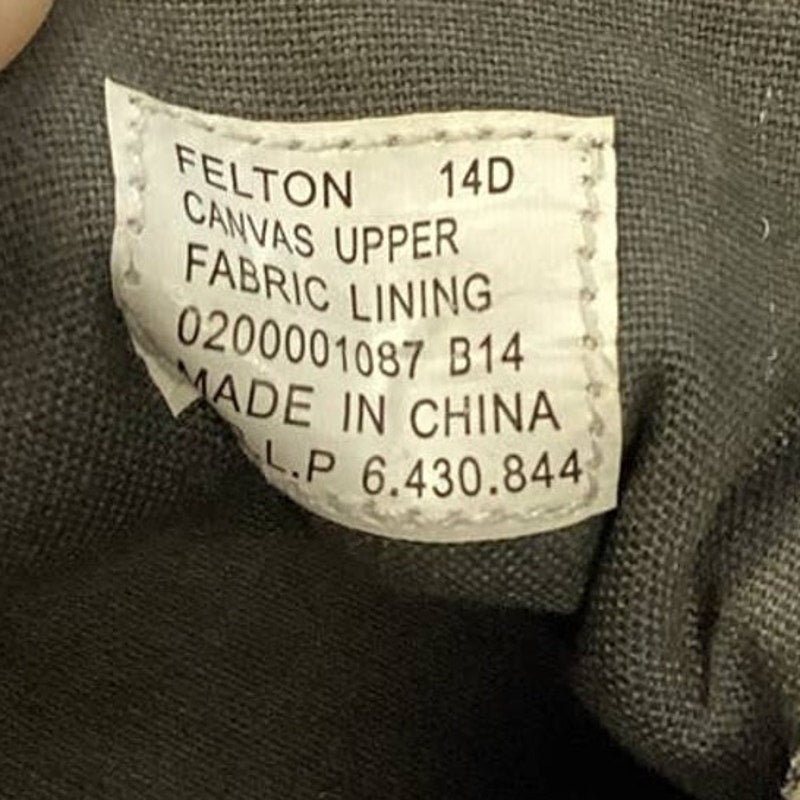 FELTON 14D
CANVAS UPPER
FABRIC LINING
0200001087 B14
MADE IN CHINA
L.P 6.430.844